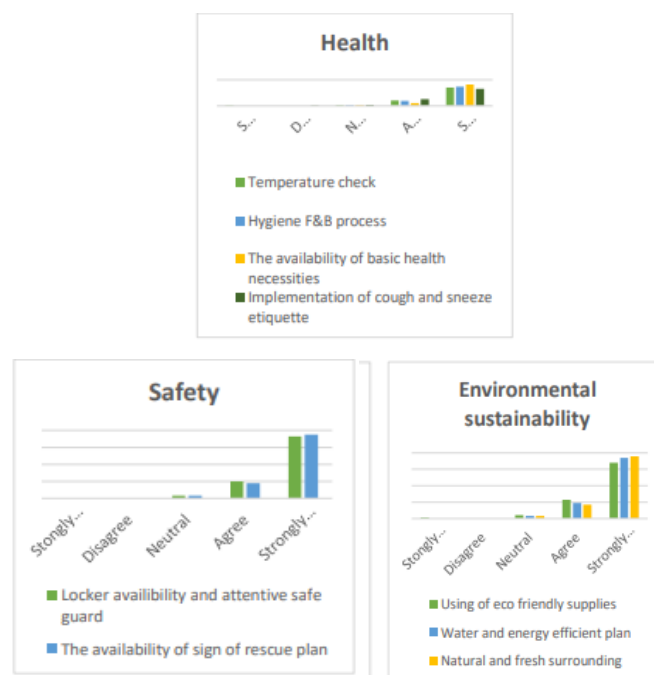 Health
S...
D...
N...
A...
S...
Temperature check
Hygiene F&B process
The availability of basic health
necessities
Implementation of cough and sneeze
etiquette
Safety
Stongly...
Disagree
Neutral
Agree
Strongly...
Locker availibility and attentive safe
guard
The availability of sign of rescue plan
Environmental
sustainability
Stongly...
Disagree
Neutral
Agree
Strongly...
Using of eco friendly supplies
Water and energy efficient plan
Natural and fresh surrounding